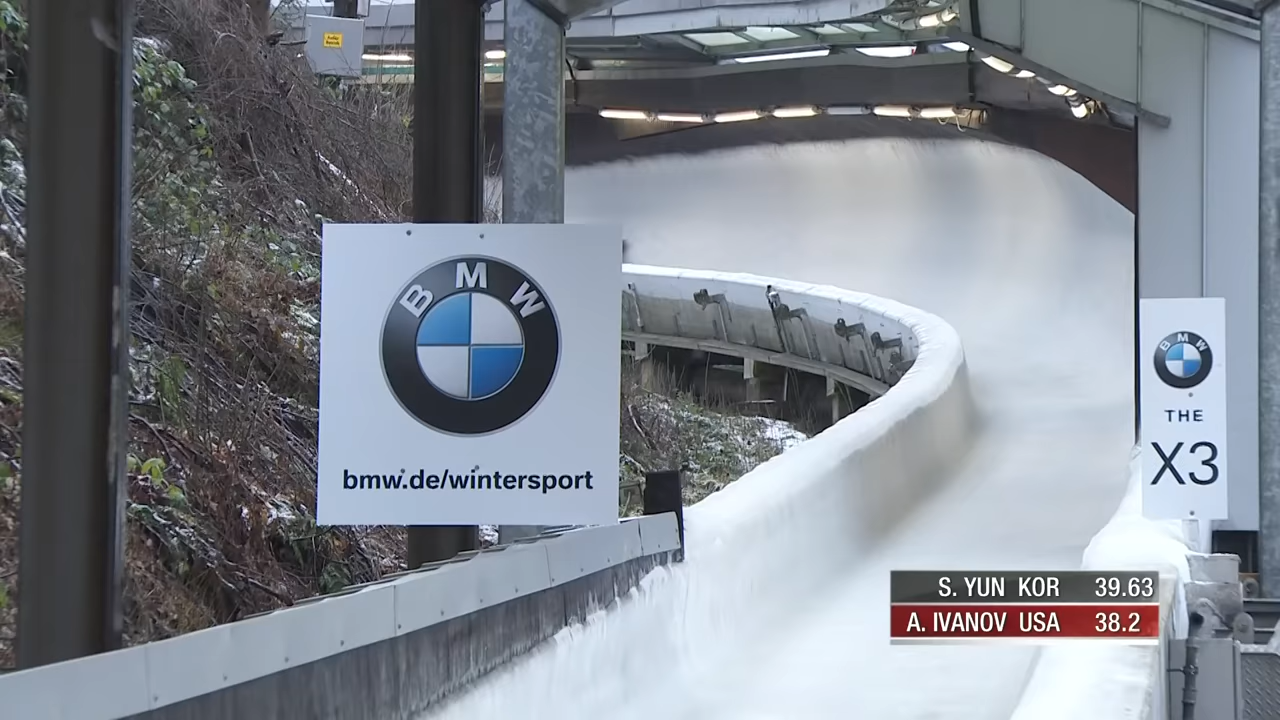 BMW
bmw.de/wintersport
BMW
THE
X3
S. YUN KOR 39.63
A. IVANOV USA 38.2